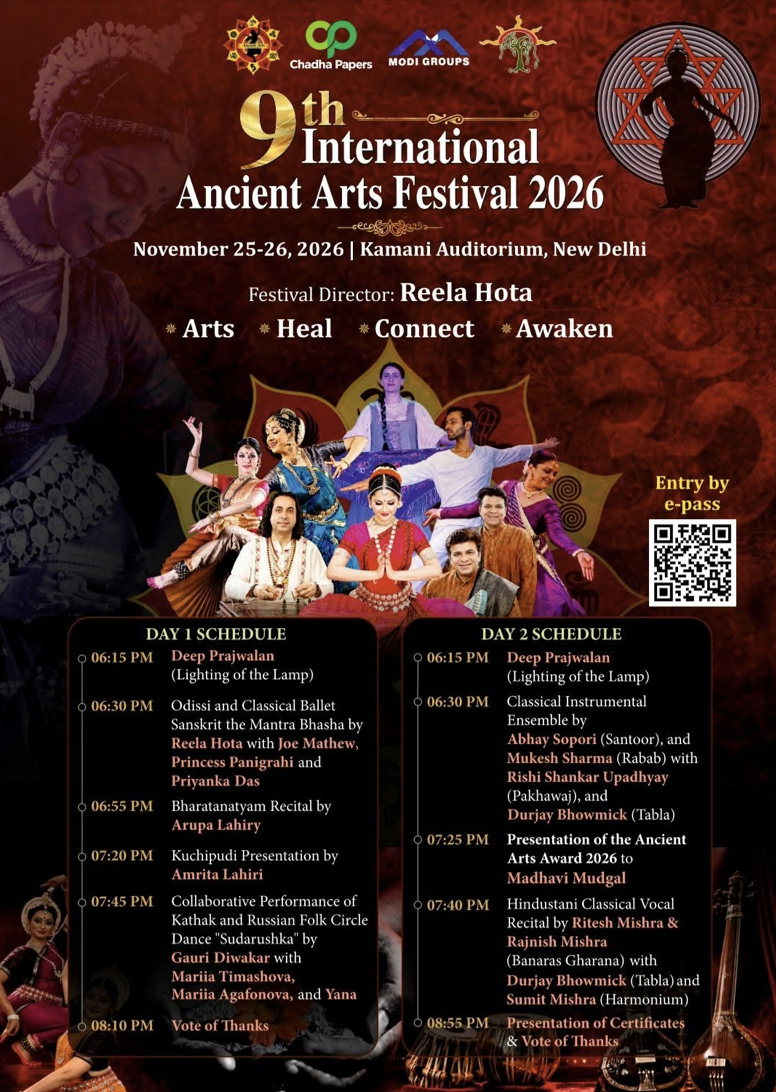 Chadha Papers
MODI GROUPS
9th
International
Ancient Arts Festival 2026
November 25-26, 2026 | Kamani Auditorium, New Delhi
Festival Director: Reela Hota
Arts Heal Connect Awaken
Entry by
e-pass
DAY 1 SCHEDULE
06:15 PM Deep Prajwalan
(Lighting of the Lamp)
06:30 PM Odissi and Classical Ballet
Sanskrit the Mantra Bhasha by
Reela Hota with Joe Mathew,
Princess Panigrahi and
Priyanka Das
06:55 PM Bharatanatyam Recital by
Arupa Lahiry
07:20 PM Kuchipudi Presentation by
Amrita Lahiri
07:45 PM Collaborative Performance of
Kathak and Russian Folk Circle
Dance "Sudarushka" by
Gauri Diwakar with
Mariia Timashova,
Mariia Agafonova, and Yana
08:10 PM Vote of Thanks
DAY 2 SCHEDULE
06:15 PM Deep Prajwalan
(Lighting of the Lamp)
06:30 PM Classical Instrumental
Ensemble by
Abhay Sopori (Santoor), and
Mukesh Sharma (Rabab) with
Rishi Shankar Upadhyay
(Pakhawaj), and
Durjay Bhowmick (Tabla)
07:25 PM Presentation of the Ancient
Arts Award 2026 to
Madhavi Mudgal
07:40 PM Hindustani Classical Vocal
Recital by Ritesh Mishra &
Rajnish Mishra
(Banaras Gharana) with
Durjay Bhowmick (Tabla) and
Sumit Mishra (Harmonium)
08:55 PM Presentation of Certificates
& Vote of Thanks